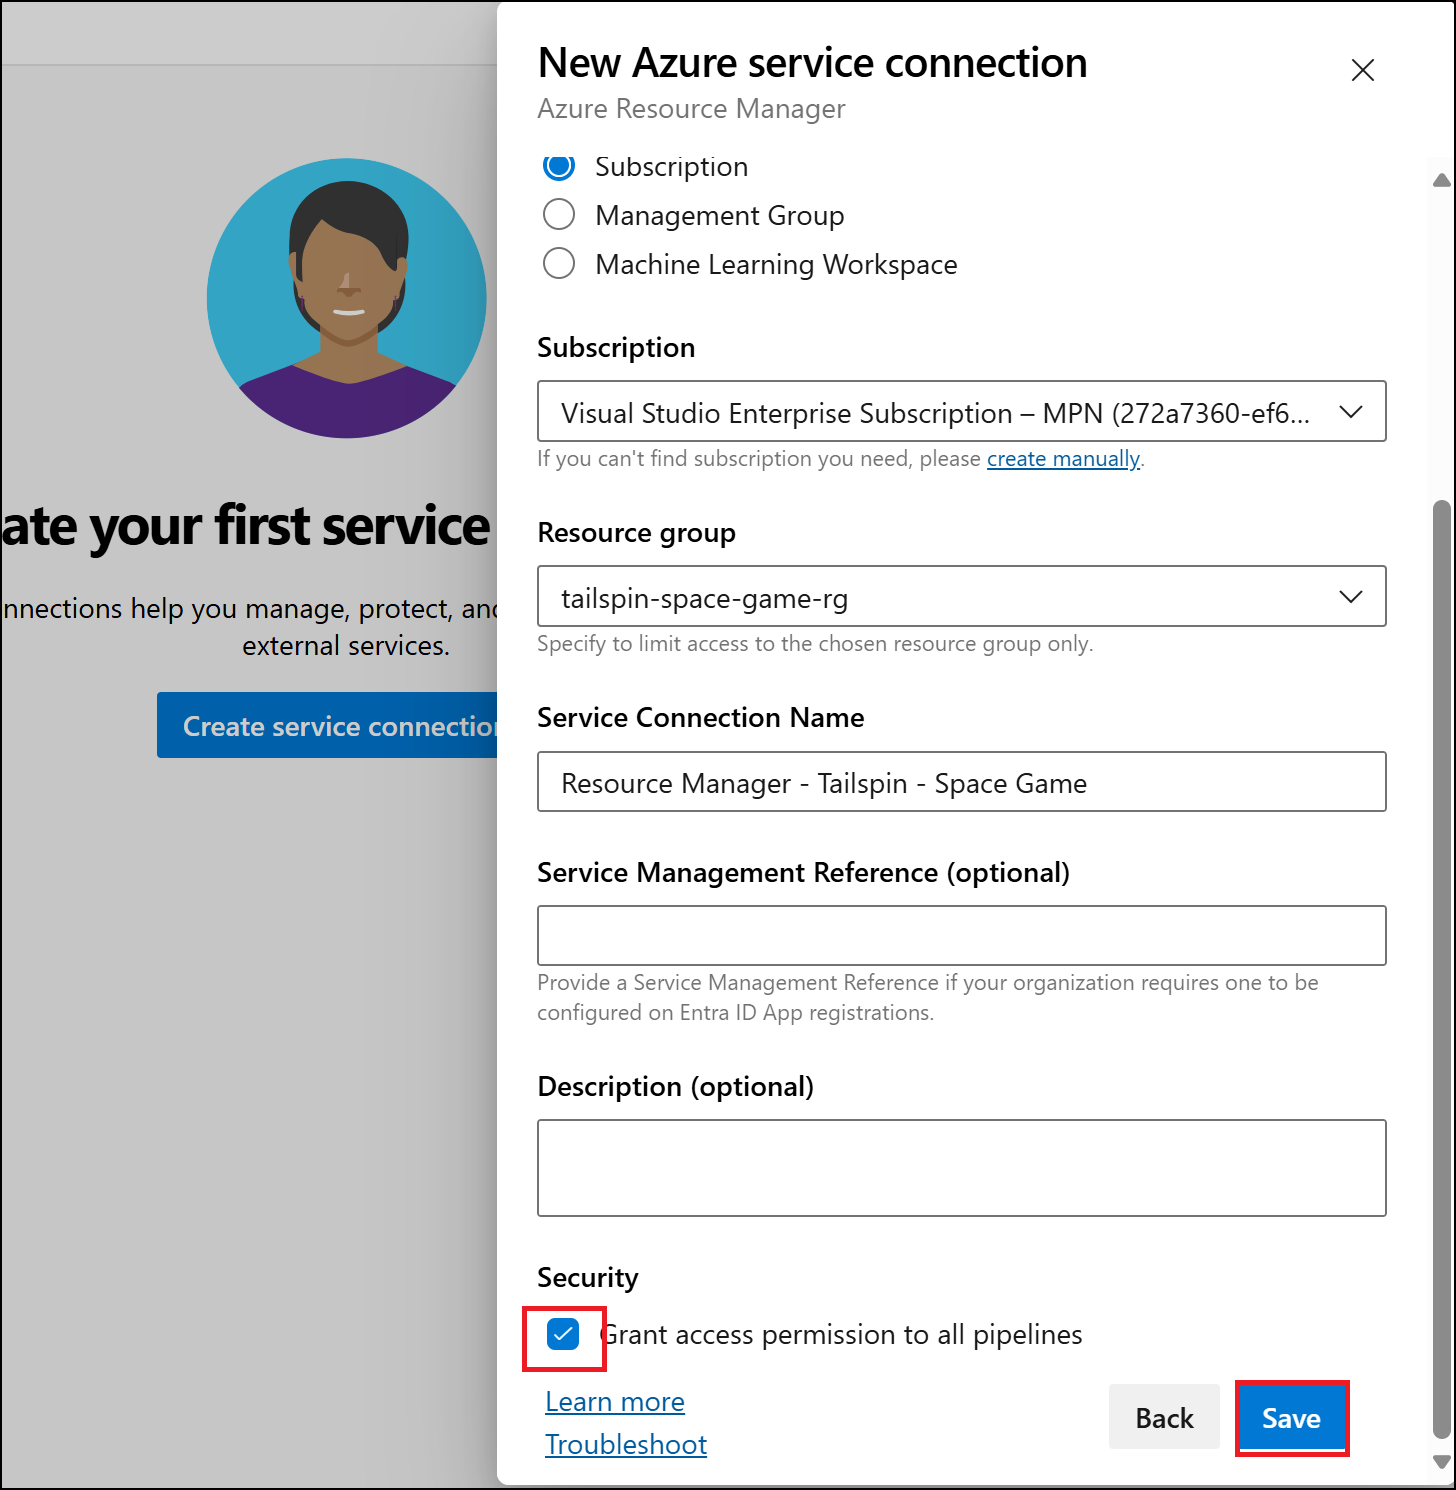 New Azure service connection
Azure Resource Manager
Subscription
Management Group
Machine Learning Workspace
Subscription
Visual Studio Enterprise Subscription – MPN (272a7360-ef6...
If you can't find subscription you need, please create manually.
Resource group
tailspin-space-game-rg
Specify to limit access to the chosen resource group only.
Service Connection Name
Resource Manager - Tailspin - Space Game
Service Management Reference (optional)
Provide a Service Management Reference if your organization requires one to be
configured on Entra ID App registrations.
Description (optional)
Security
Grant access permission to all pipelines
Learn more
Troubleshoot
Back
Save
ate your first service
nnections help you manage, protect, and
external services.
Create service connection